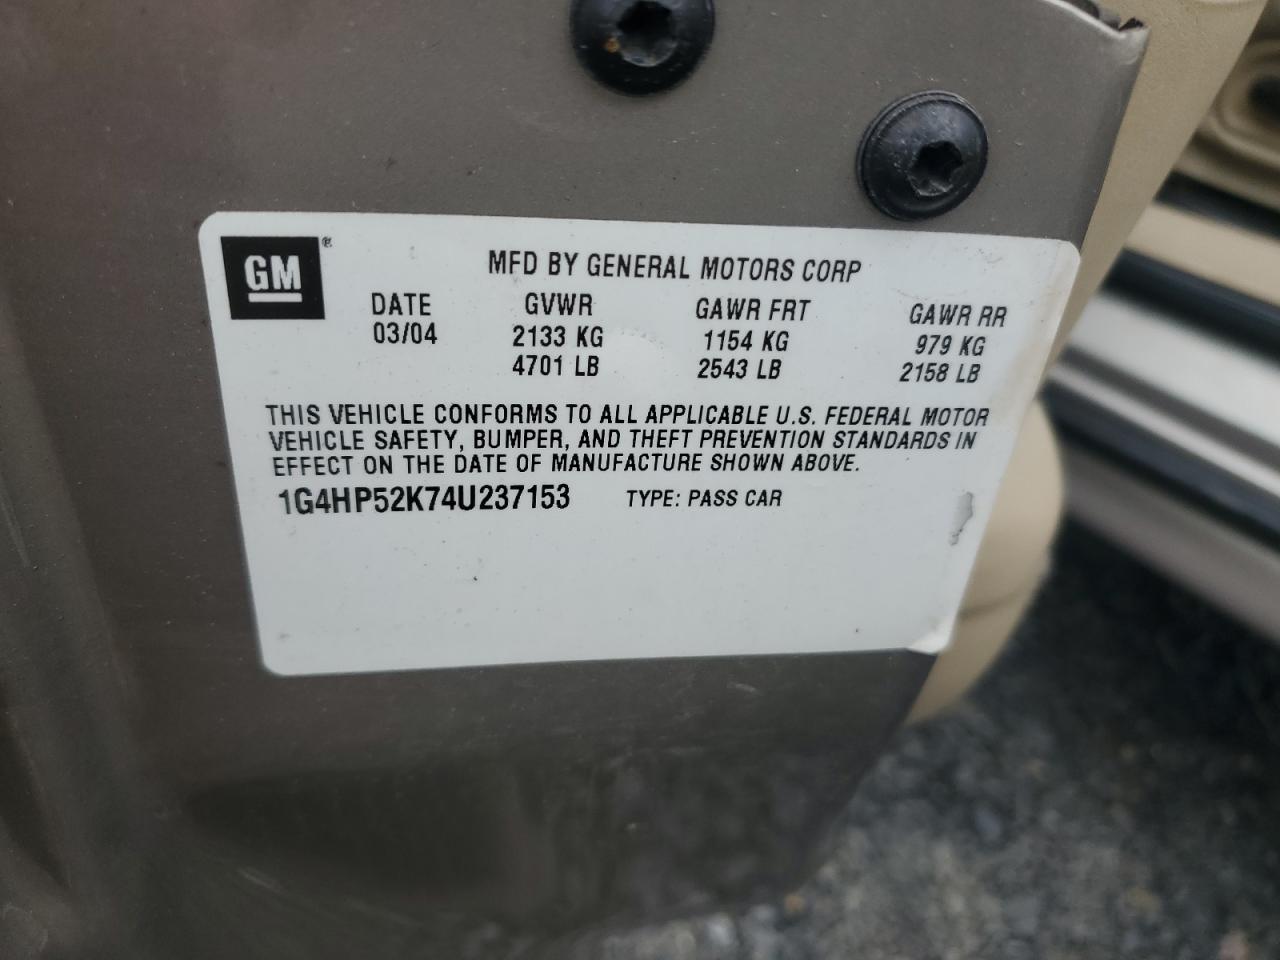 GM®
MFD BY GENERAL MOTORS CORP
DATE GVWR GAWR FRT GAWR RR
03/04 2133 KG 1154 KG 979 KG
4701 LB 2543 LB 2158 LB
THIS VEHICLE CONFORMS TO ALL APPLICABLE U.S. FEDERAL MOTOR
VEHICLE SAFETY, BUMPER, AND THEFT PREVENTION STANDARDS IN
EFFECT ON THE DATE OF MANUFACTURE SHOWN ABOVE.
1G4HP52K74U237153 TYPE: PASS CAR